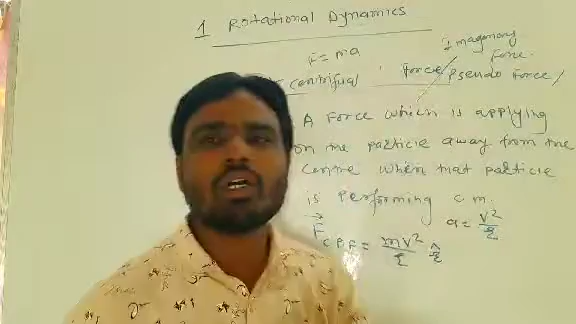 1 Rotational Dynamics
F = ma
Imaginary
Force.
Centrifugal Force/Pseudo Force/
A Force which is applying
on the particle away from the
centre when that particle
is performing c m.
a = V²/r
F CPF = mV²/r r̂